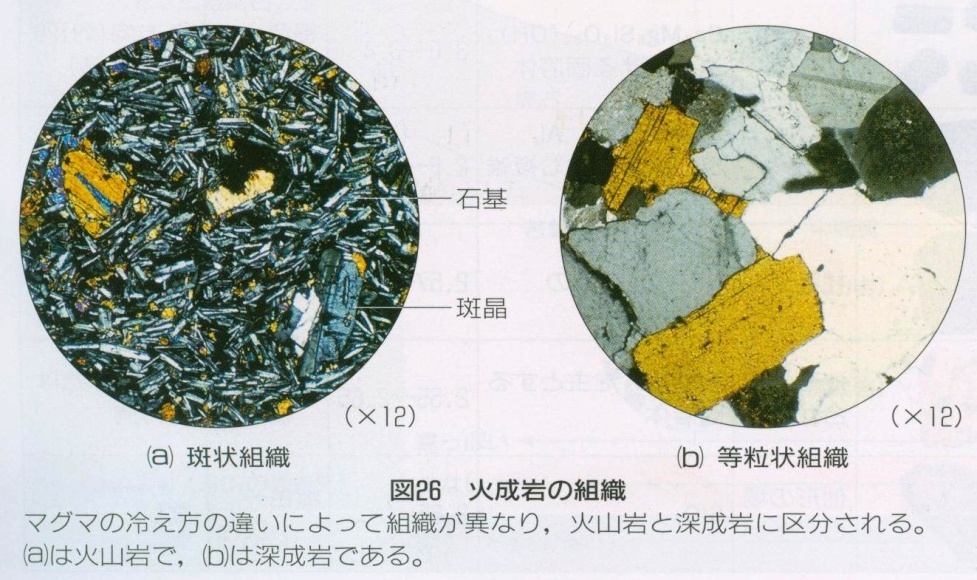 石基
斑晶
(×12)
(×12)
(a) 斑状組織
(b) 等粒状組織
図26 火成岩の組織
マグマの冷え方の違いによって組織が異なり，火山岩と深成岩に区分される。
(a)は火山岩で，(b)は深成岩である。